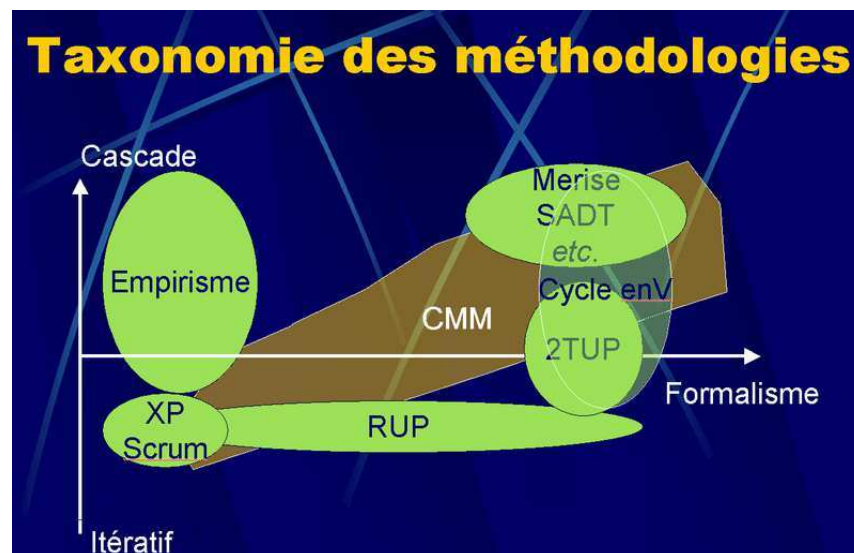 Taxonomie des méthodologies
Cascade
Merise
SADT
etc.
Empirisme
Cycle enV
CMM
2TUP
Formalisme
XP
Scrum
RUP
Itératif